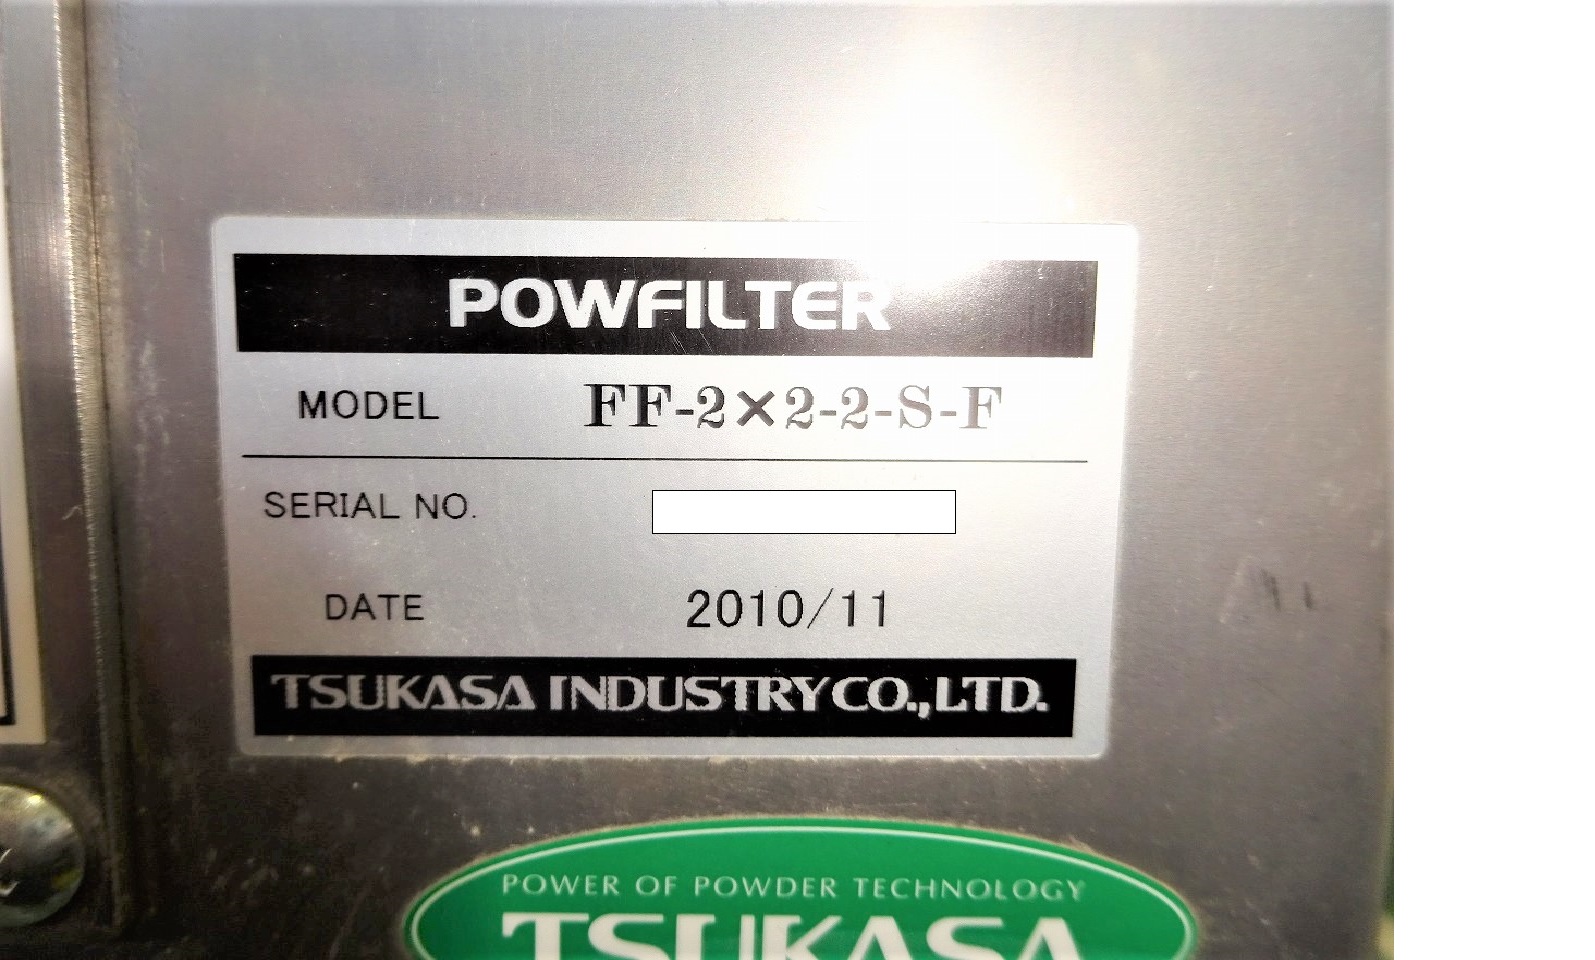 POWFILTER
MODEL FF-2×2-2-S-F
SERIAL NO.
DATE 2010/11
TSUKASA INDUSTRY CO.,LTD.
POWER OF POWDER TECHNOLOGY
TSUKASA